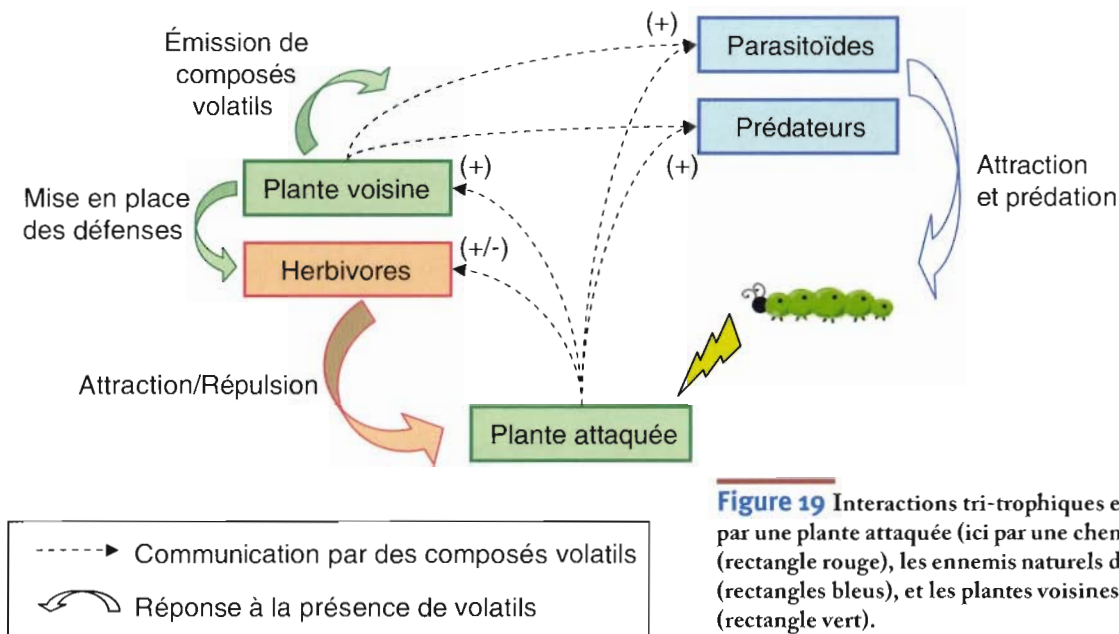 Émission de
composés
volatils
(+)
Parasitoïdes
Prédateurs
(+)
Attraction
et prédation
(+)
Plante voisine
Mise en place
des défenses
(+/-)
Herbivores
Attraction/Répulsion
Plante attaquée
Communication par des composés volatils
Réponse à la présence de volatils
Figure 19 Interactions tri-trophiques e
par une plante attaquée (ici par une chen
(rectangle rouge), les ennemis naturels d
(rectangles bleus), et les plantes voisines
(rectangle vert).